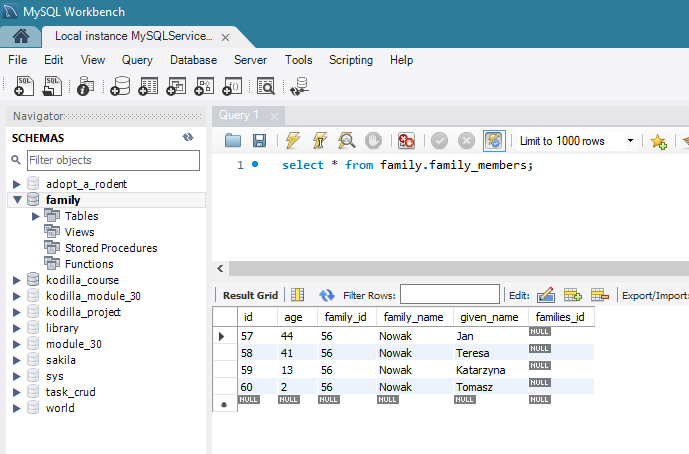 MySQL Workbench
Local instance MySQLService... ×
File Edit View Query Database Server Tools Scripting Help
Navigator
SCHEMAS
Filter objects
adopt_a_rodent
family
Tables
Views
Stored Procedures
Functions
kodilla_course
kodilla_module_30
kodilla_project
library
module_30
sakila
sys
task_crud
world
Query 1 ×
Limit to 1000 rows
1 select * from family.family_members;
Result Grid Filter Rows: Edit: Export/Import:
id age family_id family_name given_name families_id
57 44 56 Nowak Jan NULL
58 41 56 Nowak Teresa NULL
59 13 56 Nowak Katarzyna NULL
60 2 56 Nowak Tomasz NULL
NULL NULL NULL NULL NULL NULL